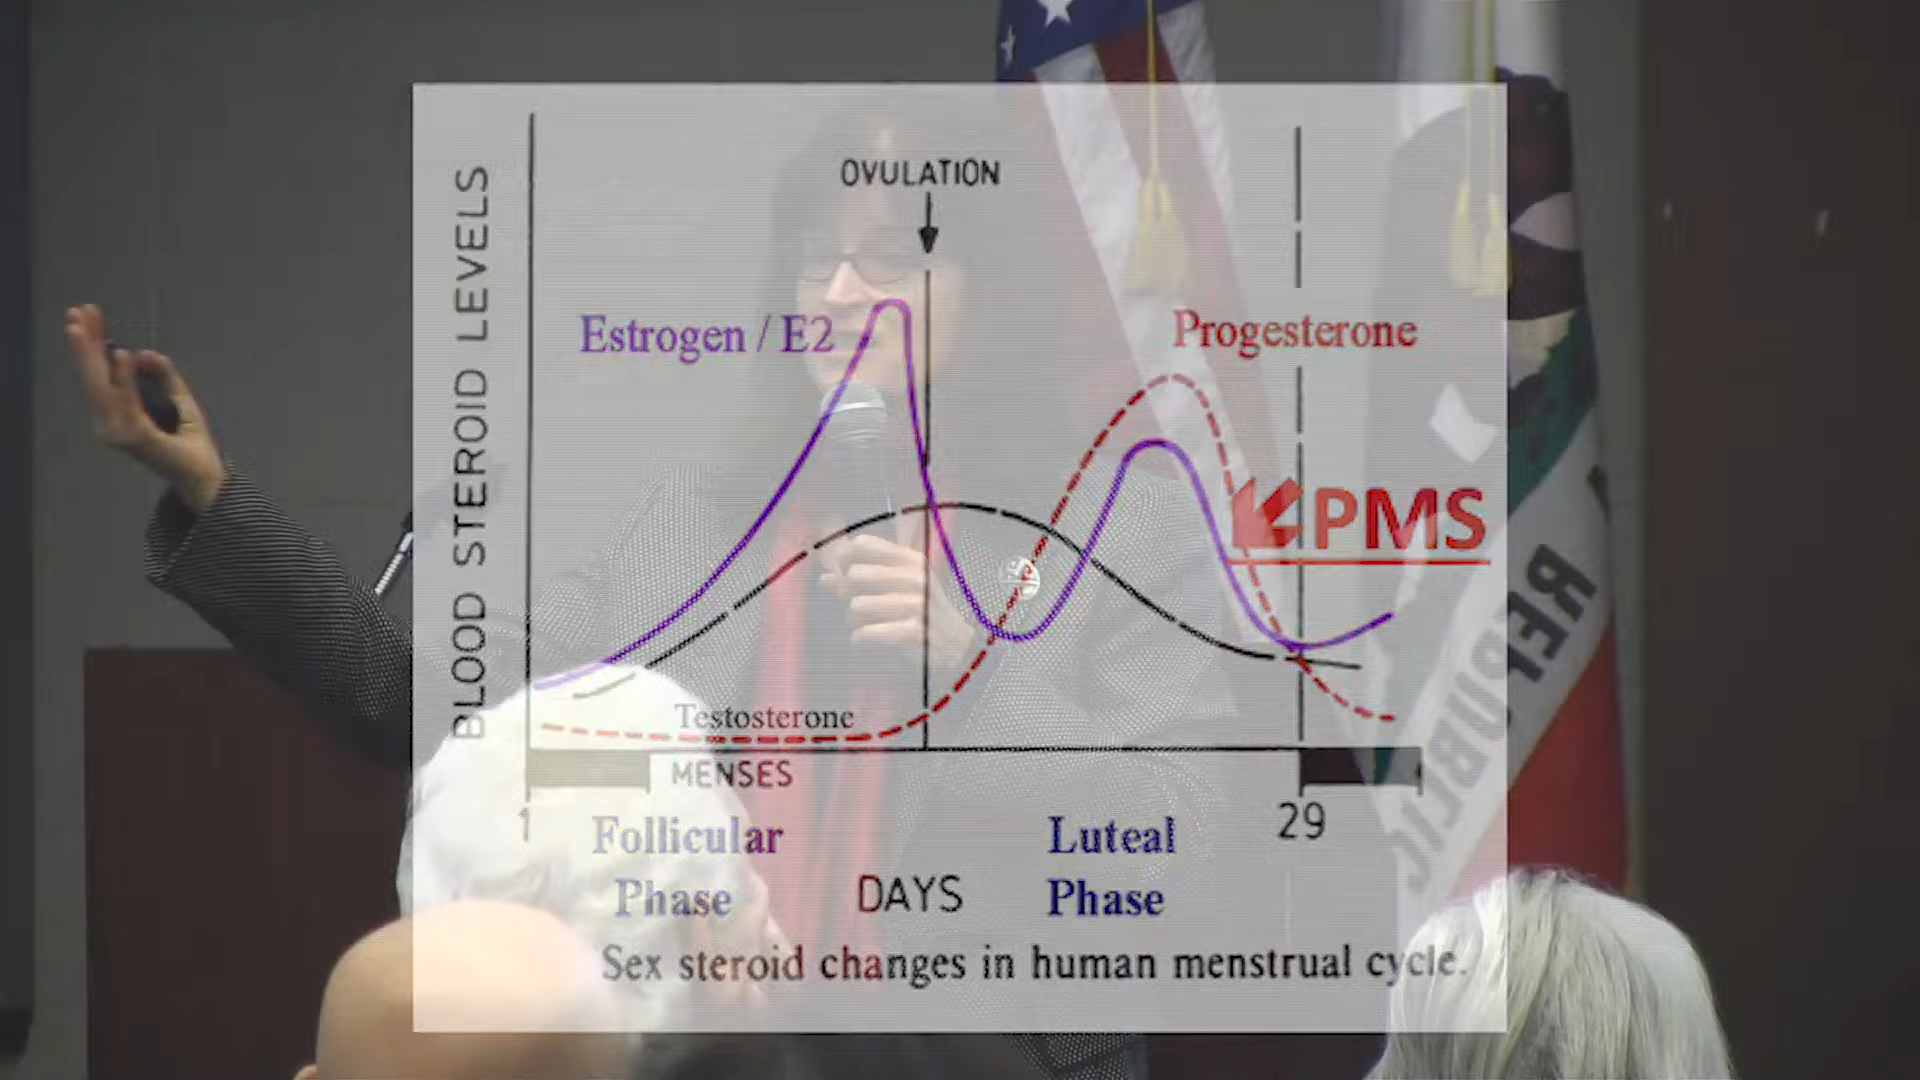 BLOOD STEROID LEVELS
OVULATION
Estrogen / E2
Progesterone
PMS
Testosterone
MENSES
1
29
Follicular
Phase
Luteal
Phase
DAYS
Sex steroid changes in human menstrual cycle.
REPUBLIC